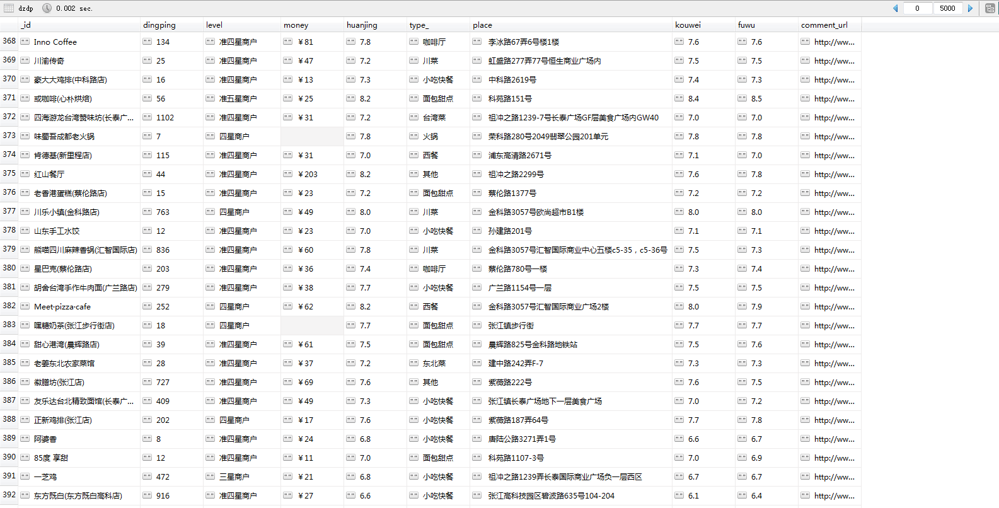 dzdp 0.002 sec. 0 5000
_id dingping level money huanjing type_ place kouwei fuwu comment_url
368 "" Inno Coffee "" 134 "" 准四星商户 "" ¥81 "" 7.8 "" 咖啡厅 "" 李冰路67弄6号楼1楼 "" 7.6 "" 7.6 "" http://ww...
369 "" 川渝传奇 "" 25 "" 准四星商户 "" ¥47 "" 7.2 "" 川菜 "" 虹盛路277弄77号恒生商业广场内 "" 7.5 "" 7.5 "" http://ww...
370 "" 豪大大鸡排(中科路店) "" 16 "" 准四星商户 "" ¥13 "" 7.3 "" 小吃快餐 "" 中科路2619号 "" 7.4 "" 7.3 "" http://ww...
371 "" 或咖啡(心朴烘焙) "" 56 "" 准五星商户 "" ¥25 "" 8.2 "" 面包甜点 "" 科苑路151号 "" 8.4 "" 8.5 "" http://ww...
372 "" 四海游龙台湾赞味坊(长泰广... "" 1102 "" 准四星商户 "" ¥31 "" 7.2 "" 台湾菜 "" 祖冲之路1239-7号长泰广场GF层美食广场内GW40 "" 7.0 "" 7.0 "" http://ww...
373 "" 味蜀吾成都老火锅 "" 7 "" 四星商户 "" 7.8 "" 火锅 "" 荣科路280号2049翡翠公园201单元 "" 7.8 "" 7.8 "" http://ww...
374 "" 肯德基(新里程店) "" 115 "" 准四星商户 "" ¥31 "" 7.0 "" 西餐 "" 浦东高清路2671号 "" 7.1 "" 7.0 "" http://ww...
375 "" 红山餐厅 "" 44 "" 准四星商户 "" ¥203 "" 8.2 "" 其他 "" 祖冲之路2299号 "" 7.6 "" 7.8 "" http://ww...
376 "" 老香港蛋糕(蔡伦路店) "" 15 "" 准四星商户 "" ¥23 "" 7.2 "" 面包甜点 "" 蔡伦路1377号 "" 7.2 "" 7.2 "" http://ww...
377 "" 川乐小镇(金科路店) "" 763 "" 四星商户 "" ¥49 "" 8.0 "" 川菜 "" 金科路3057号欧尚超市B1楼 "" 8.0 "" 8.0 "" http://ww...
378 "" 山东手工水饺 "" 12 "" 准四星商户 "" ¥23 "" 7.0 "" 小吃快餐 "" 孙建路201号 "" 7.1 "" 7.1 "" http://ww...
379 "" 熊喵四川麻辣香锅(汇智国际店) "" 836 "" 准四星商户 "" ¥60 "" 7.8 "" 川菜 "" 金科路3057号汇智国际商业中心五楼c5-35，c5-36号 "" 7.5 "" 7.3 "" http://ww...
380 "" 星巴克(蔡伦路店) "" 203 "" 准四星商户 "" ¥36 "" 7.4 "" 咖啡厅 "" 蔡伦路780号一楼 "" 7.3 "" 7.4 "" http://ww...
381 "" 胡舍台湾手作牛肉面(广兰路店) "" 279 "" 准四星商户 "" ¥38 "" 7.7 "" 小吃快餐 "" 广兰路1154号一层 "" 7.5 "" 7.5 "" http://ww...
382 "" Meet·pizza·cafe "" 252 "" 四星商户 "" ¥62 "" 8.2 "" 西餐 "" 金科路3057号汇智国际商业广场2楼 "" 8.0 "" 7.9 "" http://ww...
383 "" 嘿糖奶茶(张江步行街店) "" 18 "" 四星商户 "" 7.7 "" 面包甜点 "" 张江镇步行街 "" 7.7 "" 7.7 "" http://ww...
384 "" 甜心港湾(晨辉路店) "" 39 "" 准四星商户 "" ¥61 "" 7.5 "" 面包甜点 "" 晨辉路825号金科路地铁站 "" 7.5 "" 7.6 "" http://ww...
385 "" 老姜东北农家菜馆 "" 28 "" 准四星商户 "" ¥37 "" 7.2 "" 东北菜 "" 建中路242弄F-7 "" 7.3 "" 7.3 "" http://ww...
386 "" 徽膳坊(张江店) "" 727 "" 准四星商户 "" ¥69 "" 7.6 "" 其他 "" 紫薇路222号 "" 7.6 "" 7.5 "" http://ww...
387 "" 友乐达台北精致面馆(长泰广... "" 409 "" 准四星商户 "" ¥49 "" 7.3 "" 小吃快餐 "" 张江镇长泰广场地下一层美食广场 "" 7.0 "" 7.2 "" http://ww...
388 "" 正新鸡排(张江店) "" 202 "" 四星商户 "" ¥17 "" 7.6 "" 小吃快餐 "" 紫薇路187弄64号 "" 7.7 "" 7.8 "" http://ww...
389 "" 阿婆香 "" 8 "" 准四星商户 "" ¥24 "" 6.8 "" 小吃快餐 "" 唐陆公路3271弄1号 "" 6.6 "" 6.7 "" http://ww...
390 "" 85度 享甜 "" 12 "" 准四星商户 "" ¥11 "" 7.0 "" 面包甜点 "" 科苑路1107-3号 "" 7.0 "" 6.9 "" http://ww...
391 "" 一芝鸡 "" 472 "" 三星商户 "" ¥21 "" 6.8 "" 小吃快餐 "" 祖冲之路1239弄长泰国际商业广场负一层西区 "" 6.7 "" 6.7 "" http://ww...
392 "" 东方既白(东方既白高科店) "" 916 "" 准四星商户 "" ¥27 "" 6.6 "" 小吃快餐 "" 张江高科技园区碧波路635号104-204 "" 6.1 "" 6.4 "" http://ww...